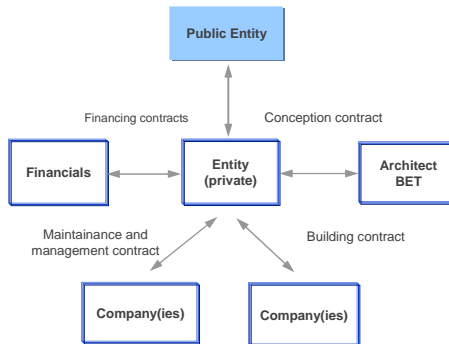 Public Entity
Financing contracts
Conception contract
Financials
Entity
(private)
Architect
BET
Maintainance and
management contract
Building contract
Company(ies)
Company(ies)